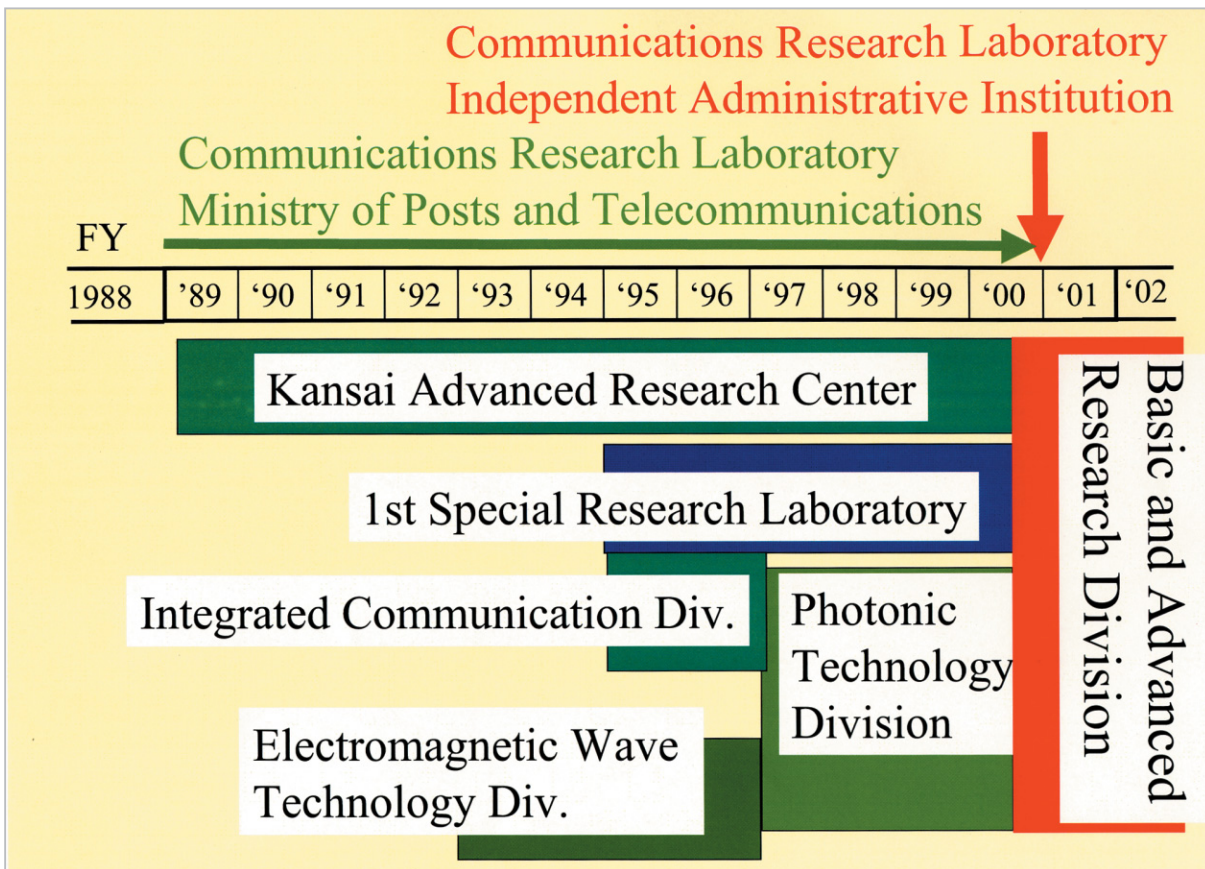 Communications Research Laboratory
Independent Administrative Institution
Communications Research Laboratory
Ministry of Posts and Telecommunications
FY
1988 ‘89 ‘90 ‘91 ‘92 ‘93 ‘94 ‘95 ‘96 ‘97 ‘98 ‘99 ‘00 ‘01 ‘02
Kansai Advanced Research Center
1st Special Research Laboratory
Integrated Communication Div.
Photonic
Technology
Division
Electromagnetic Wave
Technology Div.
Basic and Advanced
Research Division